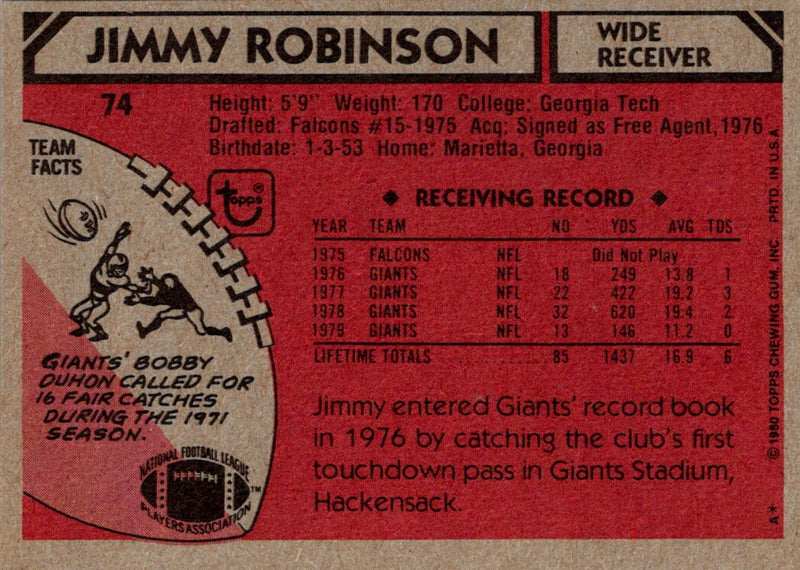 JIMMY ROBINSON
WIDE
RECEIVER
74
Height: 5'9" Weight: 170 College: Georgia Tech
Drafted: Falcons #15-1975 Acq: Signed as Free Agent, 1976
Birthdate: 1-3-53 Home: Marietta, Georgia
TEAM
FACTS
topps®
◆ RECEIVING RECORD ◆
YEAR TEAM NO YDS AVG TDS
1975 FALCONS NFL Did Not Play
1976 GIANTS NFL 18 249 13.8 1
1977 GIANTS NFL 22 422 19.2 3
1978 GIANTS NFL 32 620 19.4 2
1979 GIANTS NFL 13 146 11.2 0
LIFETIME TOTALS 85 1437 16.9 6
GIANTS' BOBBY
DUHON CALLED FOR
16 FAIR CATCHES
DURING THE 1971
SEASON.
NATIONAL FOOTBALL LEAGUE
PLAYERS ASSOCIATION™
Jimmy entered Giants' record book
in 1976 by catching the club's first
touchdown pass in Giants Stadium,
Hackensack.
A* © 1980 TOPPS CHEWING GUM, INC. PRTD. IN U.S.A.